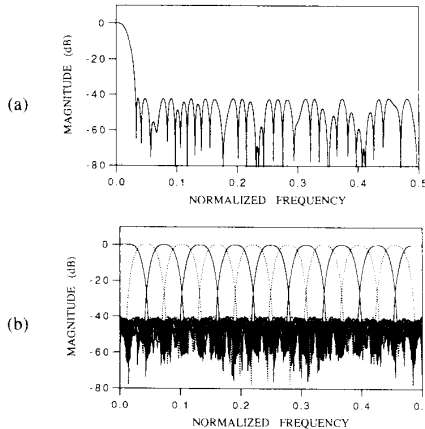 (a)
MAGNITUDE (dB)
0
-20
-40
-60
-80
0.0 0.1 0.2 0.3 0.4 0.5
NORMALIZED FREQUENCY
(b)
MAGNITUDE (dB)
0
-20
-40
-60
-80
0.0 0.1 0.2 0.3 0.4 0.
NORMALIZED FREQUENCY